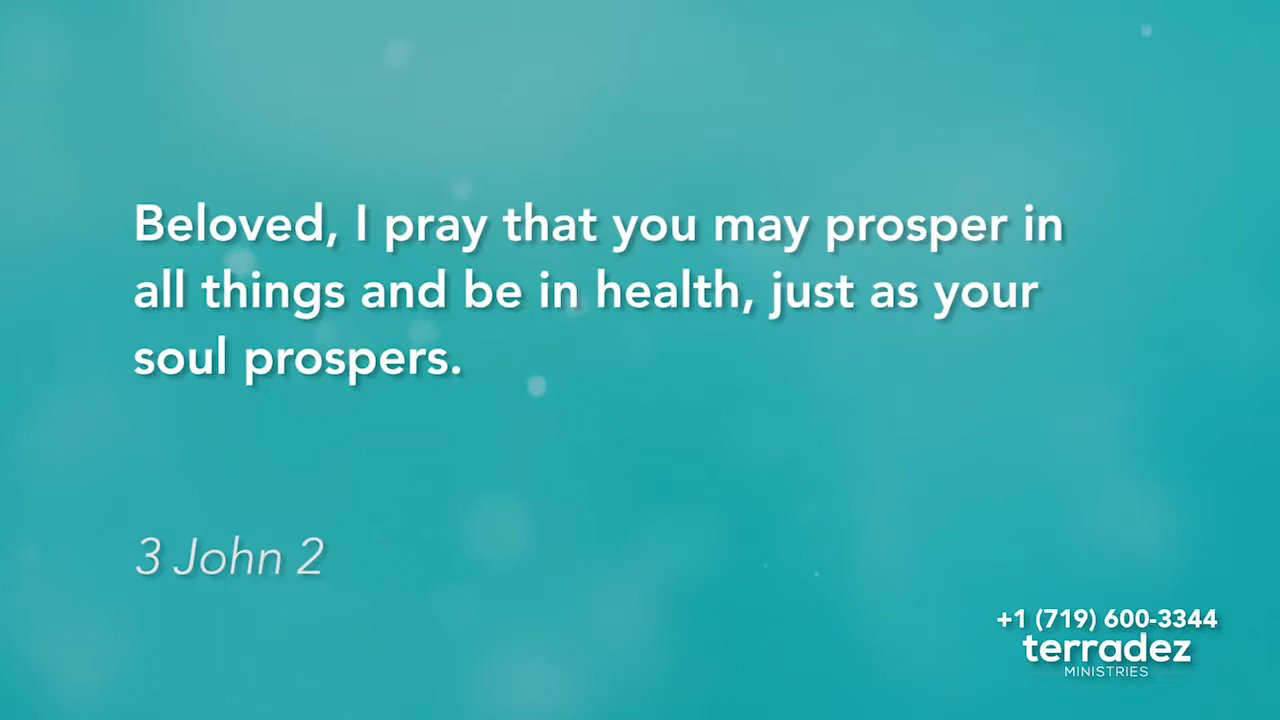 Beloved, I pray that you may prosper in
all things and be in health, just as your
soul prospers.
3 John 2
+1 (719) 600-3344
terradez
MINISTRIES